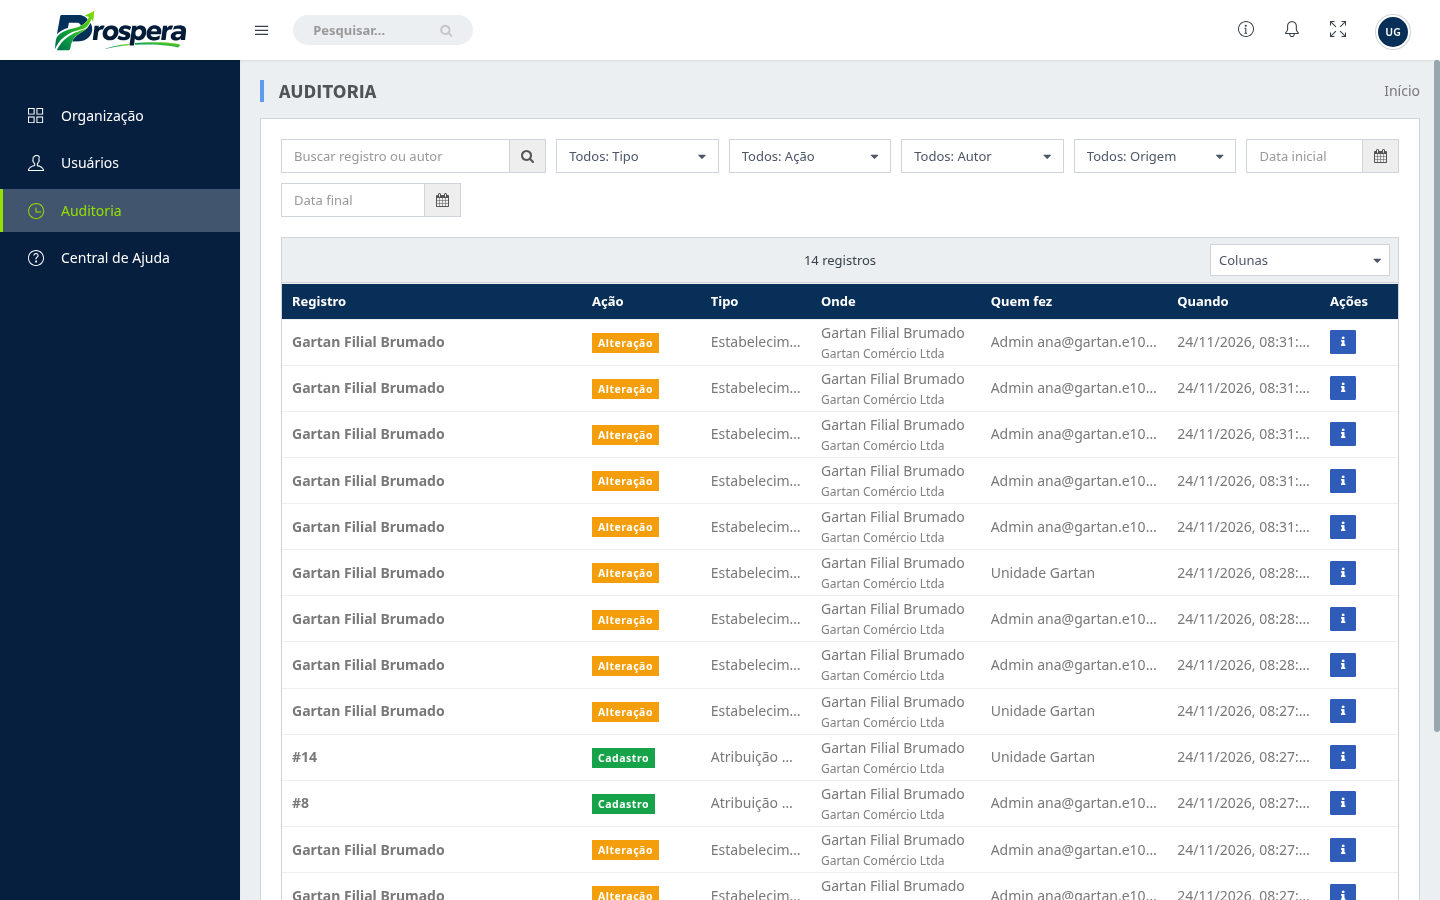 Prospera
Pesquisar...
UG
Organização
Usuários
Auditoria
Central de Ajuda
AUDITORIA
Início
Buscar registro ou autor
Todos: Tipo
Todos: Ação
Todos: Autor
Todos: Origem
Data inicial
Data final
14 registros
Colunas
Registro Ação Tipo Onde Quem fez Quando Ações
Gartan Filial Brumado Alteração Estabelecim... Gartan Filial Brumado Admin ana@gartan.e10... 24/11/2026, 08:31:...
Gartan Comércio Ltda
Gartan Filial Brumado Alteração Estabelecim... Gartan Filial Brumado Admin ana@gartan.e10... 24/11/2026, 08:31:...
Gartan Comércio Ltda
Gartan Filial Brumado Alteração Estabelecim... Gartan Filial Brumado Admin ana@gartan.e10... 24/11/2026, 08:31:...
Gartan Comércio Ltda
Gartan Filial Brumado Alteração Estabelecim... Gartan Filial Brumado Admin ana@gartan.e10... 24/11/2026, 08:31:...
Gartan Comércio Ltda
Gartan Filial Brumado Alteração Estabelecim... Gartan Filial Brumado Admin ana@gartan.e10... 24/11/2026, 08:31:...
Gartan Comércio Ltda
Gartan Filial Brumado Alteração Estabelecim... Gartan Filial Brumado Unidade Gartan 24/11/2026, 08:28:...
Gartan Comércio Ltda
Gartan Filial Brumado Alteração Estabelecim... Gartan Filial Brumado Admin ana@gartan.e10... 24/11/2026, 08:28:...
Gartan Comércio Ltda
Gartan Filial Brumado Alteração Estabelecim... Gartan Filial Brumado Admin ana@gartan.e10... 24/11/2026, 08:28:...
Gartan Comércio Ltda
Gartan Filial Brumado Alteração Estabelecim... Gartan Filial Brumado Unidade Gartan 24/11/2026, 08:27:...
Gartan Comércio Ltda
#14 Cadastro Atribuição ... Gartan Filial Brumado Unidade Gartan 24/11/2026, 08:27:...
Gartan Comércio Ltda
#8 Cadastro Atribuição ... Gartan Filial Brumado Admin ana@gartan.e10... 24/11/2026, 08:27:...
Gartan Comércio Ltda
Gartan Filial Brumado Alteração Estabelecim... Gartan Filial Brumado Admin ana@gartan.e10... 24/11/2026, 08:27:...
Gartan Comércio Ltda
Gartan Filial Brumado Alteração Estabelecim... Gartan Filial Brumado Admin ana@gartan.e10... 24/11/2026, 08:27:...